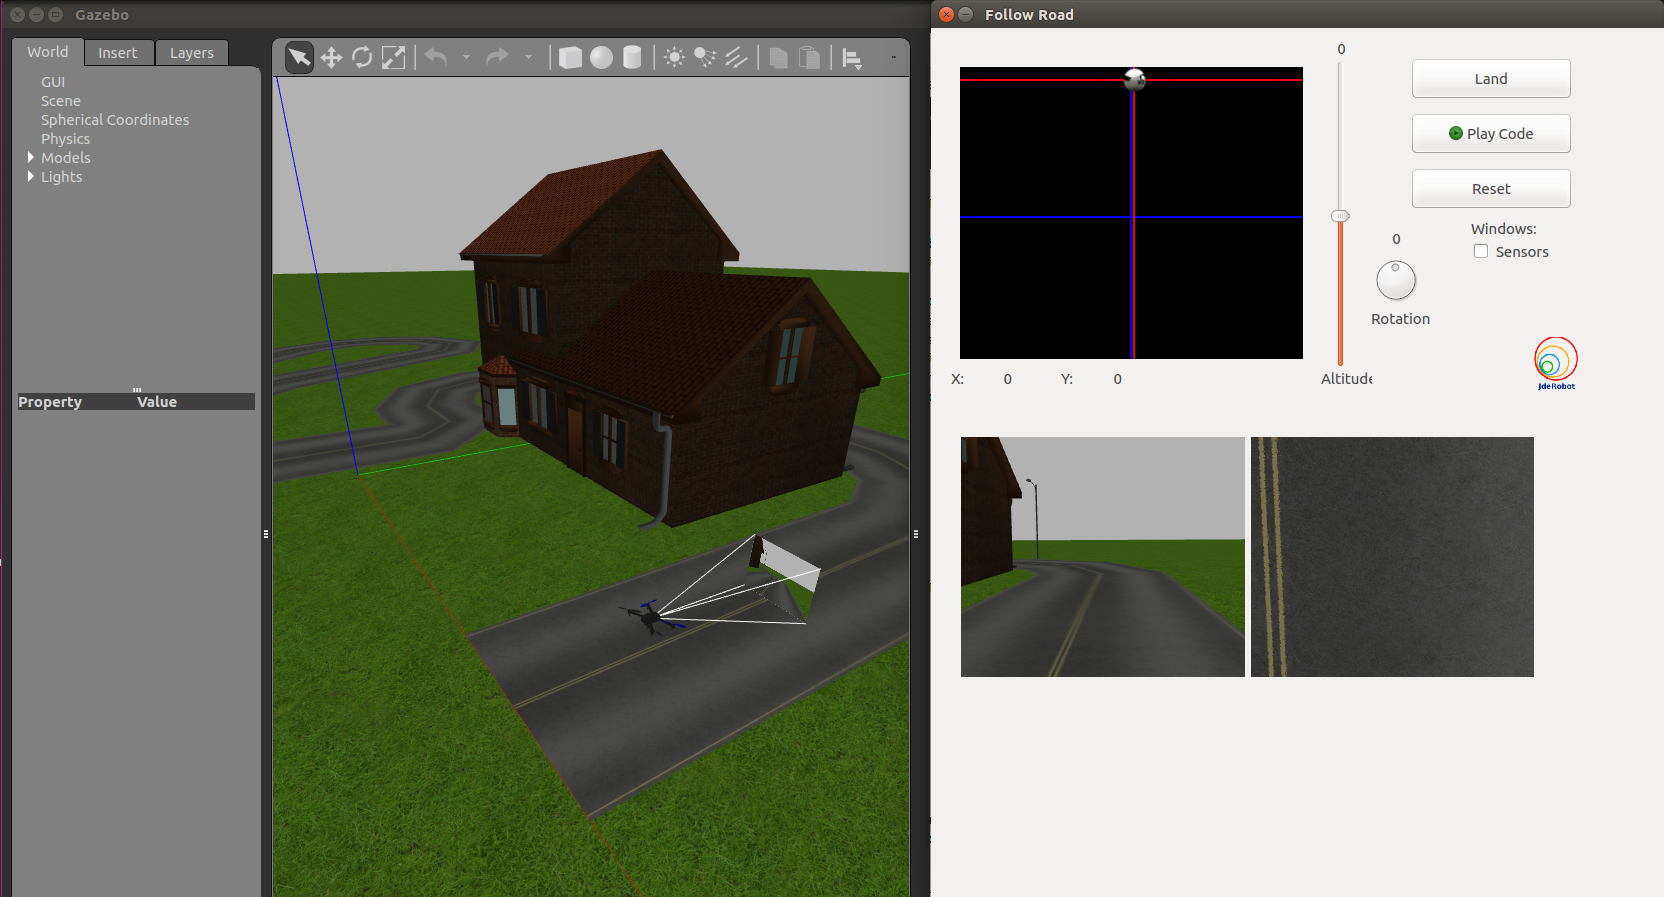 Gazebo
World
Insert
Layers
GUI
Scene
Spherical Coordinates
Physics
Models
Lights
Property
Value
Follow Road
0
Land
Play Code
Reset
Windows:
Sensors
0
Rotation
X:
0
Y:
0
Altitude
JdeRobot